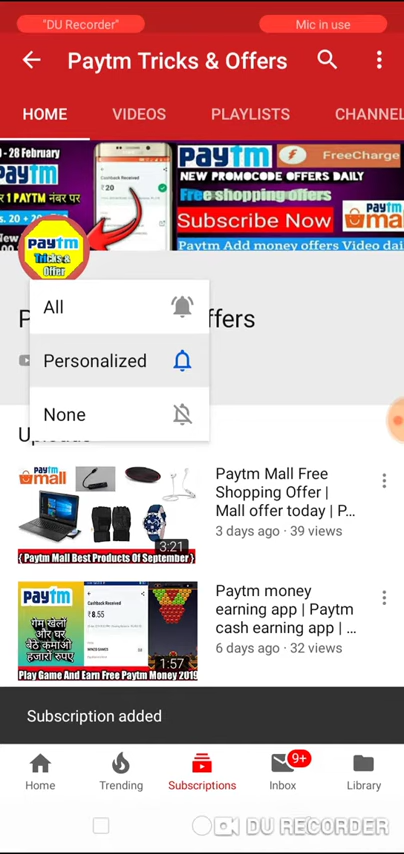 "DU Recorder"
Mic in use
Paytm Tricks & Offers
HOME
VIDEOS
PLAYLISTS
CHANNEL
28 February
Paytm
1 PAYTM नंबर पर
Cashback Received
₹20
Paytm
FreeCharge
NEW PROMOCODE OFFERS DAILY
Free shopping offers
Subscribe Now
Paytm
mall
Paytm Add money offers Video dai
Paytm
Tricks &
Offer
All
Personalized
None
ffers
Paytm
mall
3:21
{ Paytm Mall Best Products Of September }
Paytm Mall Free
Shopping Offer |
Mall offer today | P...
3 days ago · 39 views
Paytm
Cashback Received
₹ 8.55
गेम खेलों
और घर
बैठे कमाओ
हजारों रुपए
1:57
Play Game And Earn Free Paytm Money 2019
Paytm money
earning app | Paytm
cash earning app | ...
6 days ago · 32 views
Subscription added
9+
Home
Trending
Subscriptions
Inbox
Library
DU RECORDER